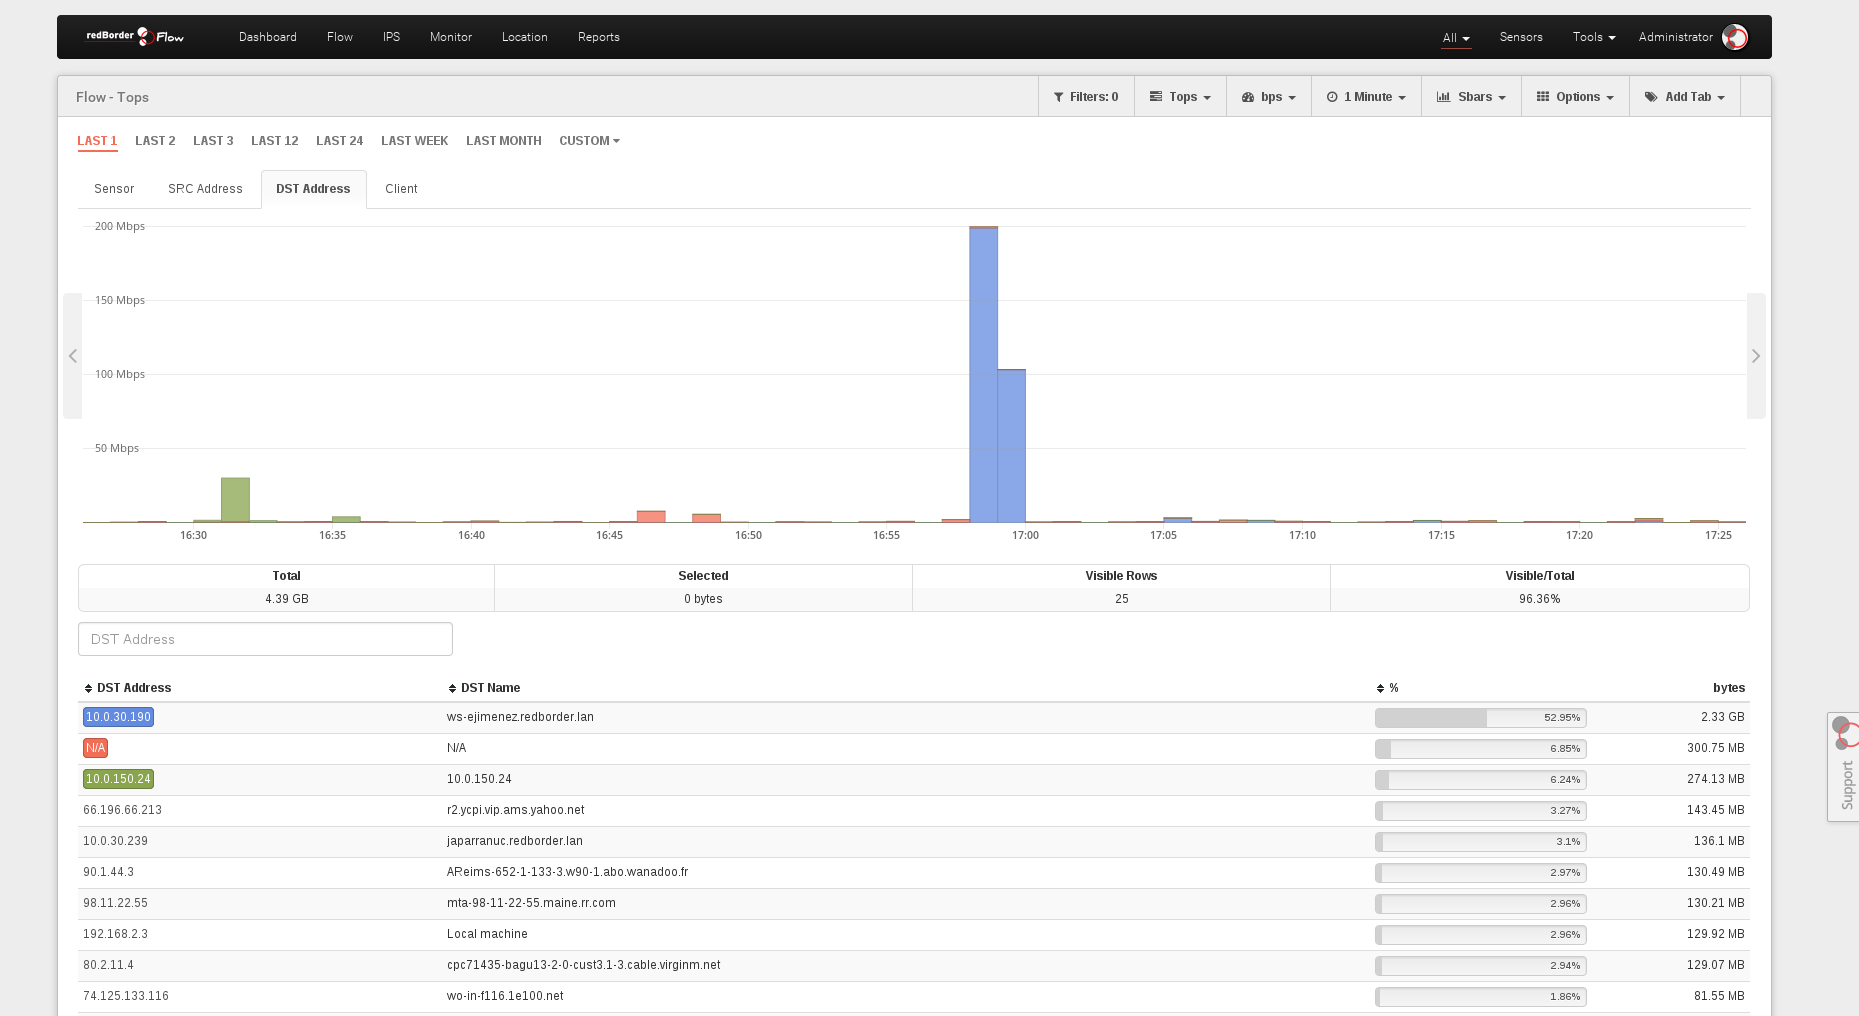 redBorder Flow Dashboard Flow IPS Monitor Location Reports All Sensors Tools Administrator
Flow - Tops Filters: 0 Tops bps 1 Minute Sbars Options Add Tab
LAST 1 LAST 2 LAST 3 LAST 12 LAST 24 LAST WEEK LAST MONTH CUSTOM
Sensor SRC Address DST Address Client
200 Mbps
150 Mbps
100 Mbps
50 Mbps
16:30 16:35 16:40 16:45 16:50 16:55 17:00 17:05 17:10 17:15 17:20 17:25
Total Selected Visible Rows Visible/Total
4.39 GB 0 bytes 25 96.36%
DST Address
DST Address DST Name % bytes
10.0.30.190 ws-ejimenez.redborder.lan 52.95% 2.33 GB
N/A N/A 6.85% 300.75 MB
10.0.150.24 10.0.150.24 6.24% 274.13 MB
66.196.66.213 r2.ycpi.vip.ams.yahoo.net 3.27% 143.45 MB
10.0.30.239 japarranuc.redborder.lan 3.1% 136.1 MB
90.1.44.3 AReims-652-1-133-3.w90-1.abo.wanadoo.fr 2.97% 130.49 MB
98.11.22.55 mta-98-11-22-55.maine.rr.com 2.96% 130.21 MB
192.168.2.3 Local machine 2.96% 129.92 MB
80.2.11.4 cpc71435-bagu13-2-0-cust3.1-3.cable.virginm.net 2.94% 129.07 MB
74.125.133.116 wo-in-f116.1e100.net 1.86% 81.55 MB
Support